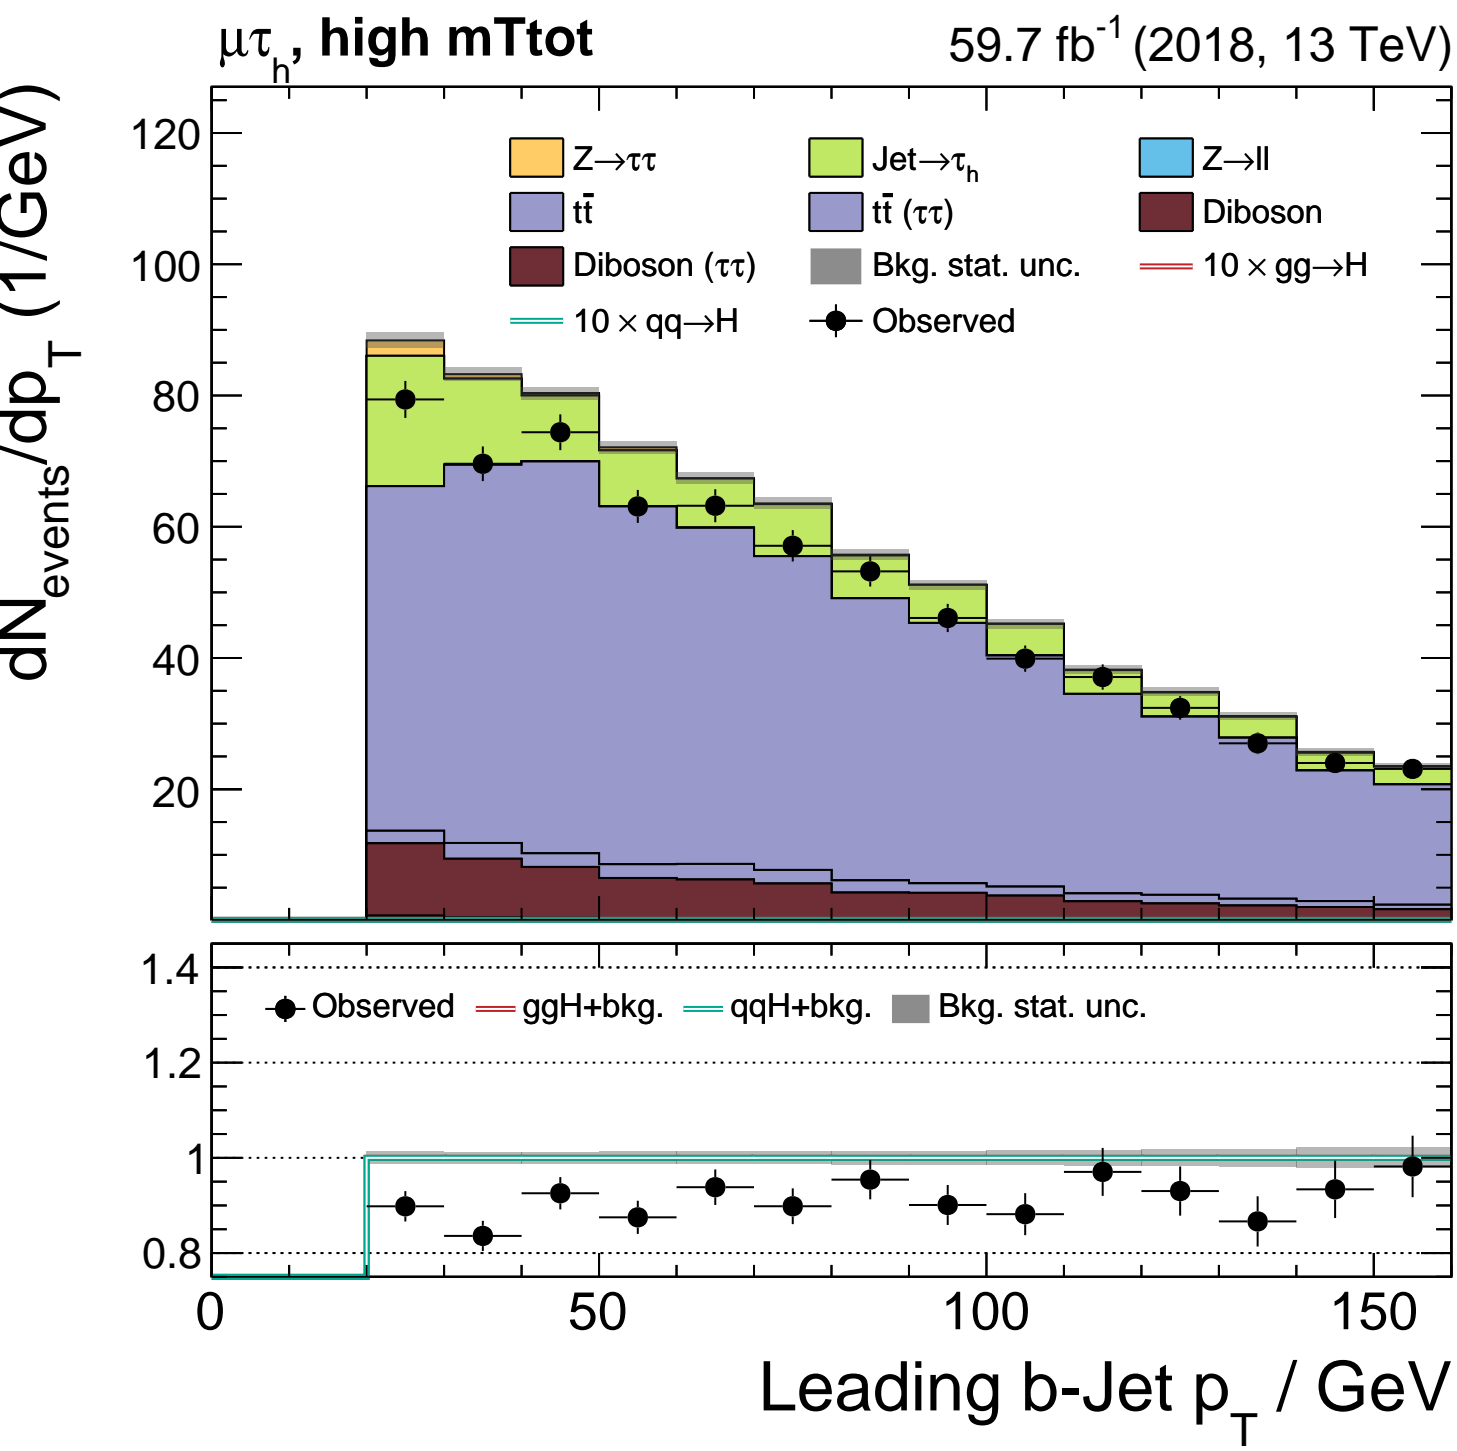 μτh, high mTtot 59.7 fb-1 (2018, 13 TeV)
dNevents/dpT (1/GeV)
120
100
80
60
40
20
Z→ττ Jet→τh Z→ll
tt̄ tt̄ (ττ) Diboson
Diboson (ττ) Bkg. stat. unc. 10 × gg→H
10 × qq→H Observed
1.4
1.2
1
0.8
Observed ggH+bkg. qqH+bkg. Bkg. stat. unc.
0 50 100 150
Leading b-Jet pT / GeV